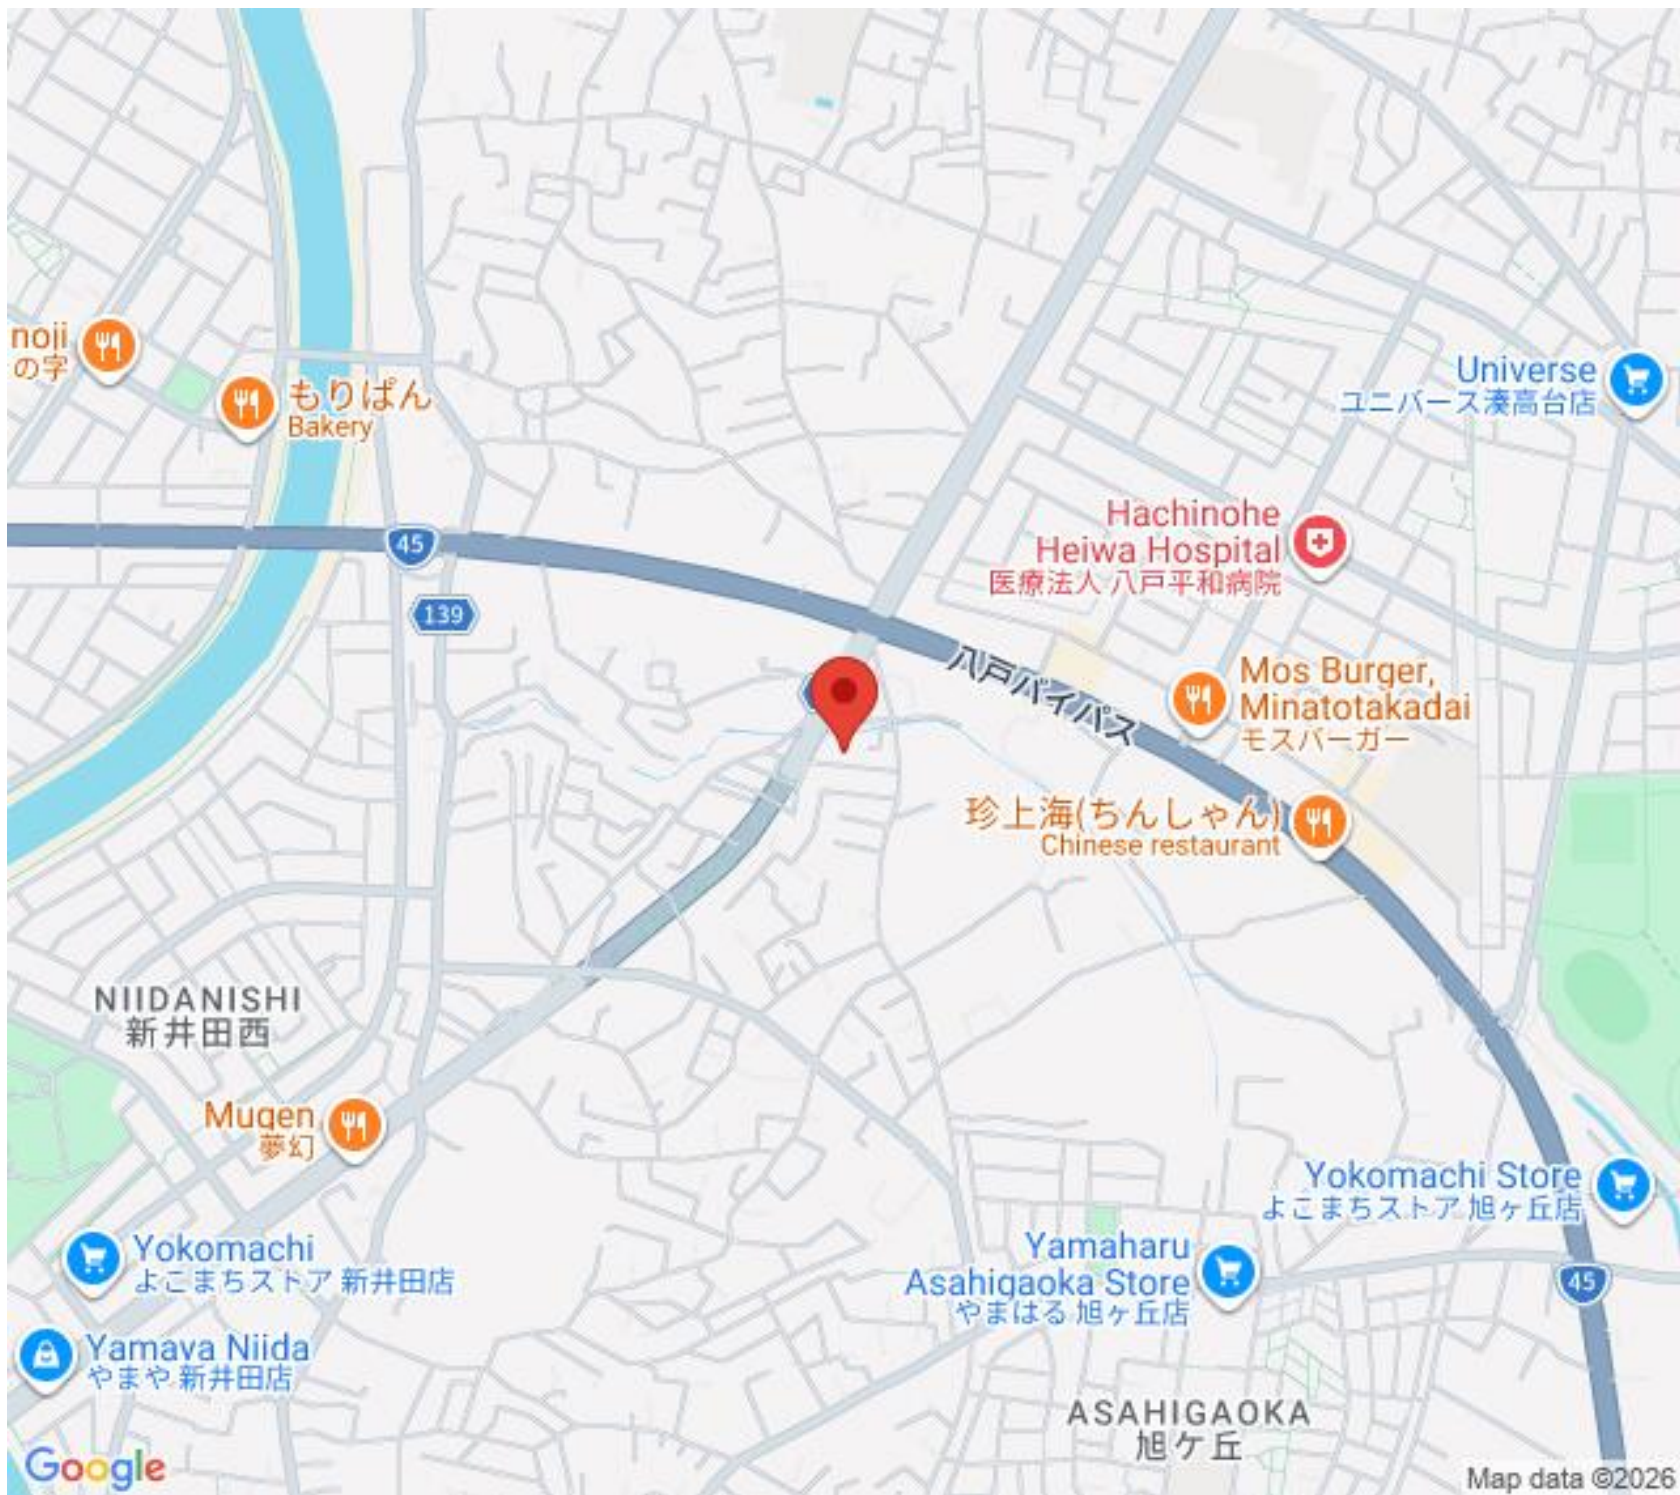 noji
の字
もりぱん
Bakery
Universe
ユニバース湊高台店
45
139
Hachinohe
Heiwa Hospital
医療法人 八戸平和病院
八戸バイパス
Mos Burger,
Minatotakadai
モスバーガー
珍上海(ちんしゃん)
Chinese restaurant
NIIDANISHI
新井田西
Mugen
夢幻
Yokomachi
よこまちストア 新井田店
Yamaya Niida
やまや 新井田店
Yokomachi Store
よこまちストア 旭ヶ丘店
Yamaharu
Asahigaoka Store
やまはる 旭ヶ丘店
45
ASAHIGAOKA
旭ケ丘
Google
Map data ©2026